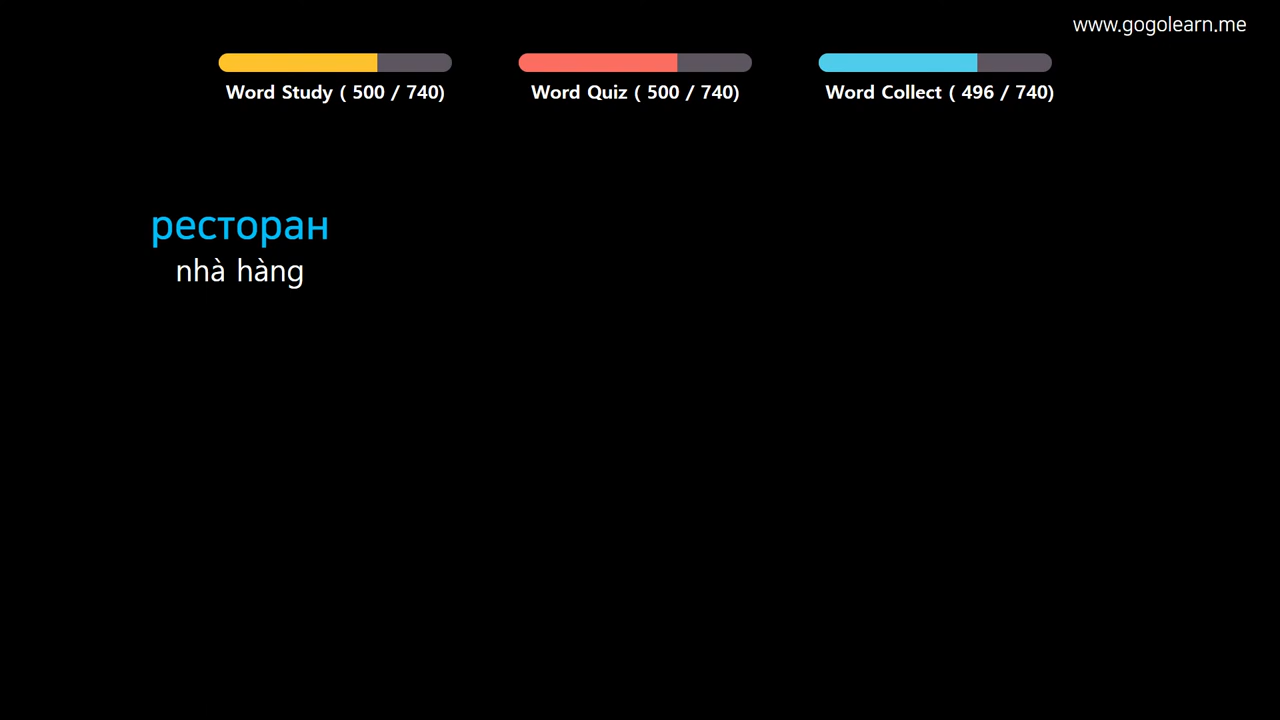 www.gogolearn.me
Word Study ( 500 / 740)
Word Quiz ( 500 / 740)
Word Collect ( 496 / 740)
ресторан
nhà hàng